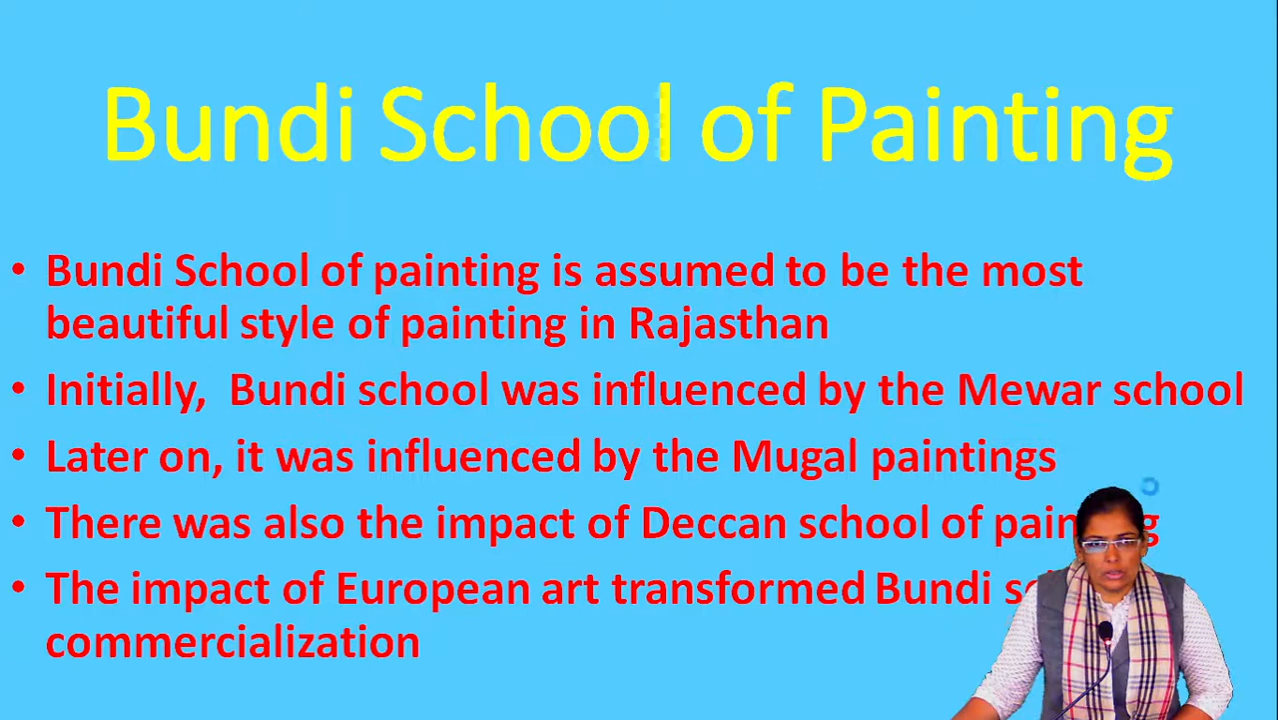 Bundi School of Painting
• Bundi School of painting is assumed to be the most
beautiful style of painting in Rajasthan
• Initially,  Bundi school was influenced by the Mewar school
• Later on, it was influenced by the Mugal paintings
• There was also the impact of Deccan school of
• The impact of European art transformed Bundi
commercialization